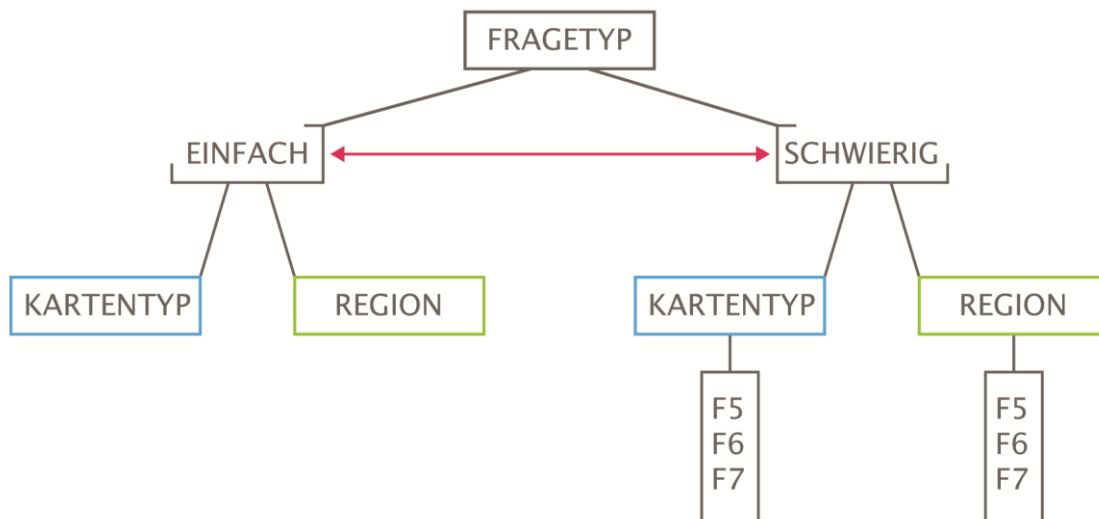 FRAGETYP
EINFACH
SCHWIERIG
KARTENTYP
REGION
KARTENTYP
REGION
F5
F6
F7
F5
F6
F7